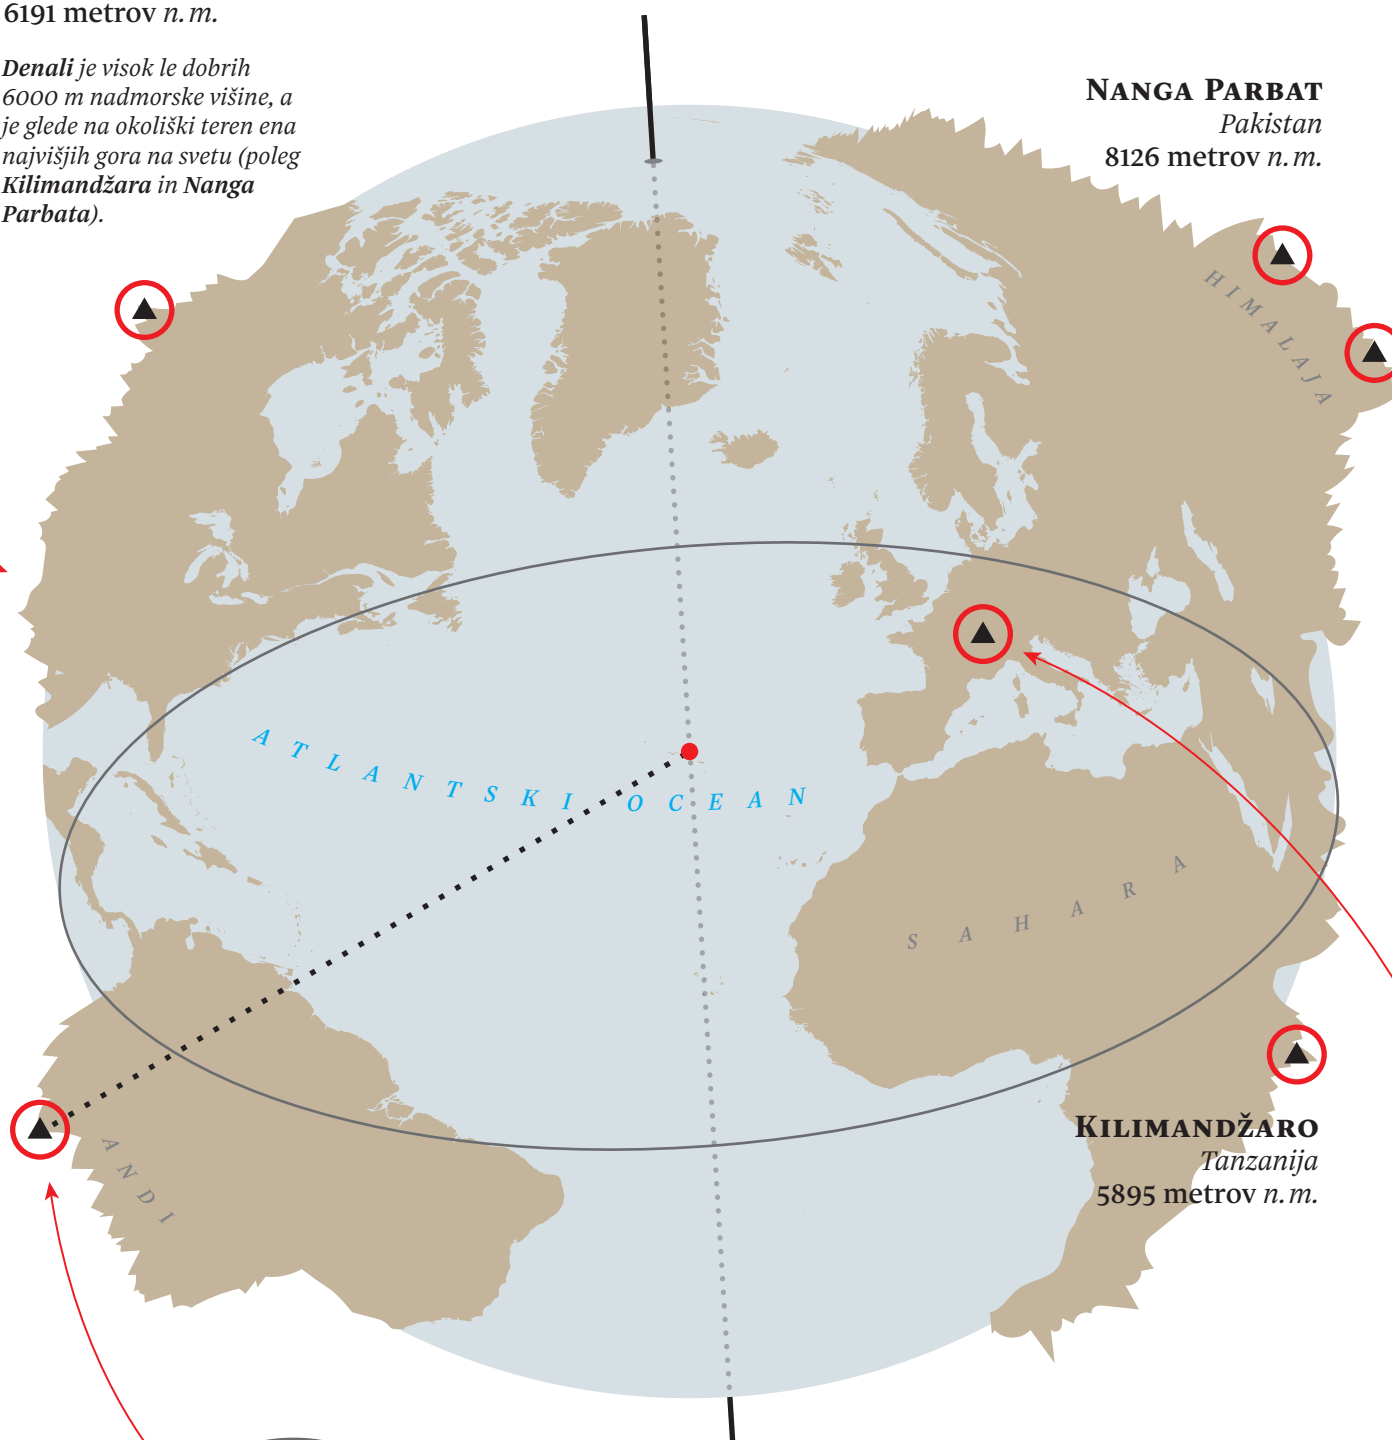 6191 metrov n. m.
Denali je visok le dobrih
6000 m nadmorske višine, a
je glede na okoliški teren ena
najvišjih gora na svetu (poleg
Kilimandžara in Nanga
Parbata).
NANGA PARBAT
Pakistan
8126 metrov n. m.
HIMALAJA
ATLANTSKI OCEAN
SAHARA
KILIMANDŽARO
Tanzanija
5895 metrov n. m.
ANDI